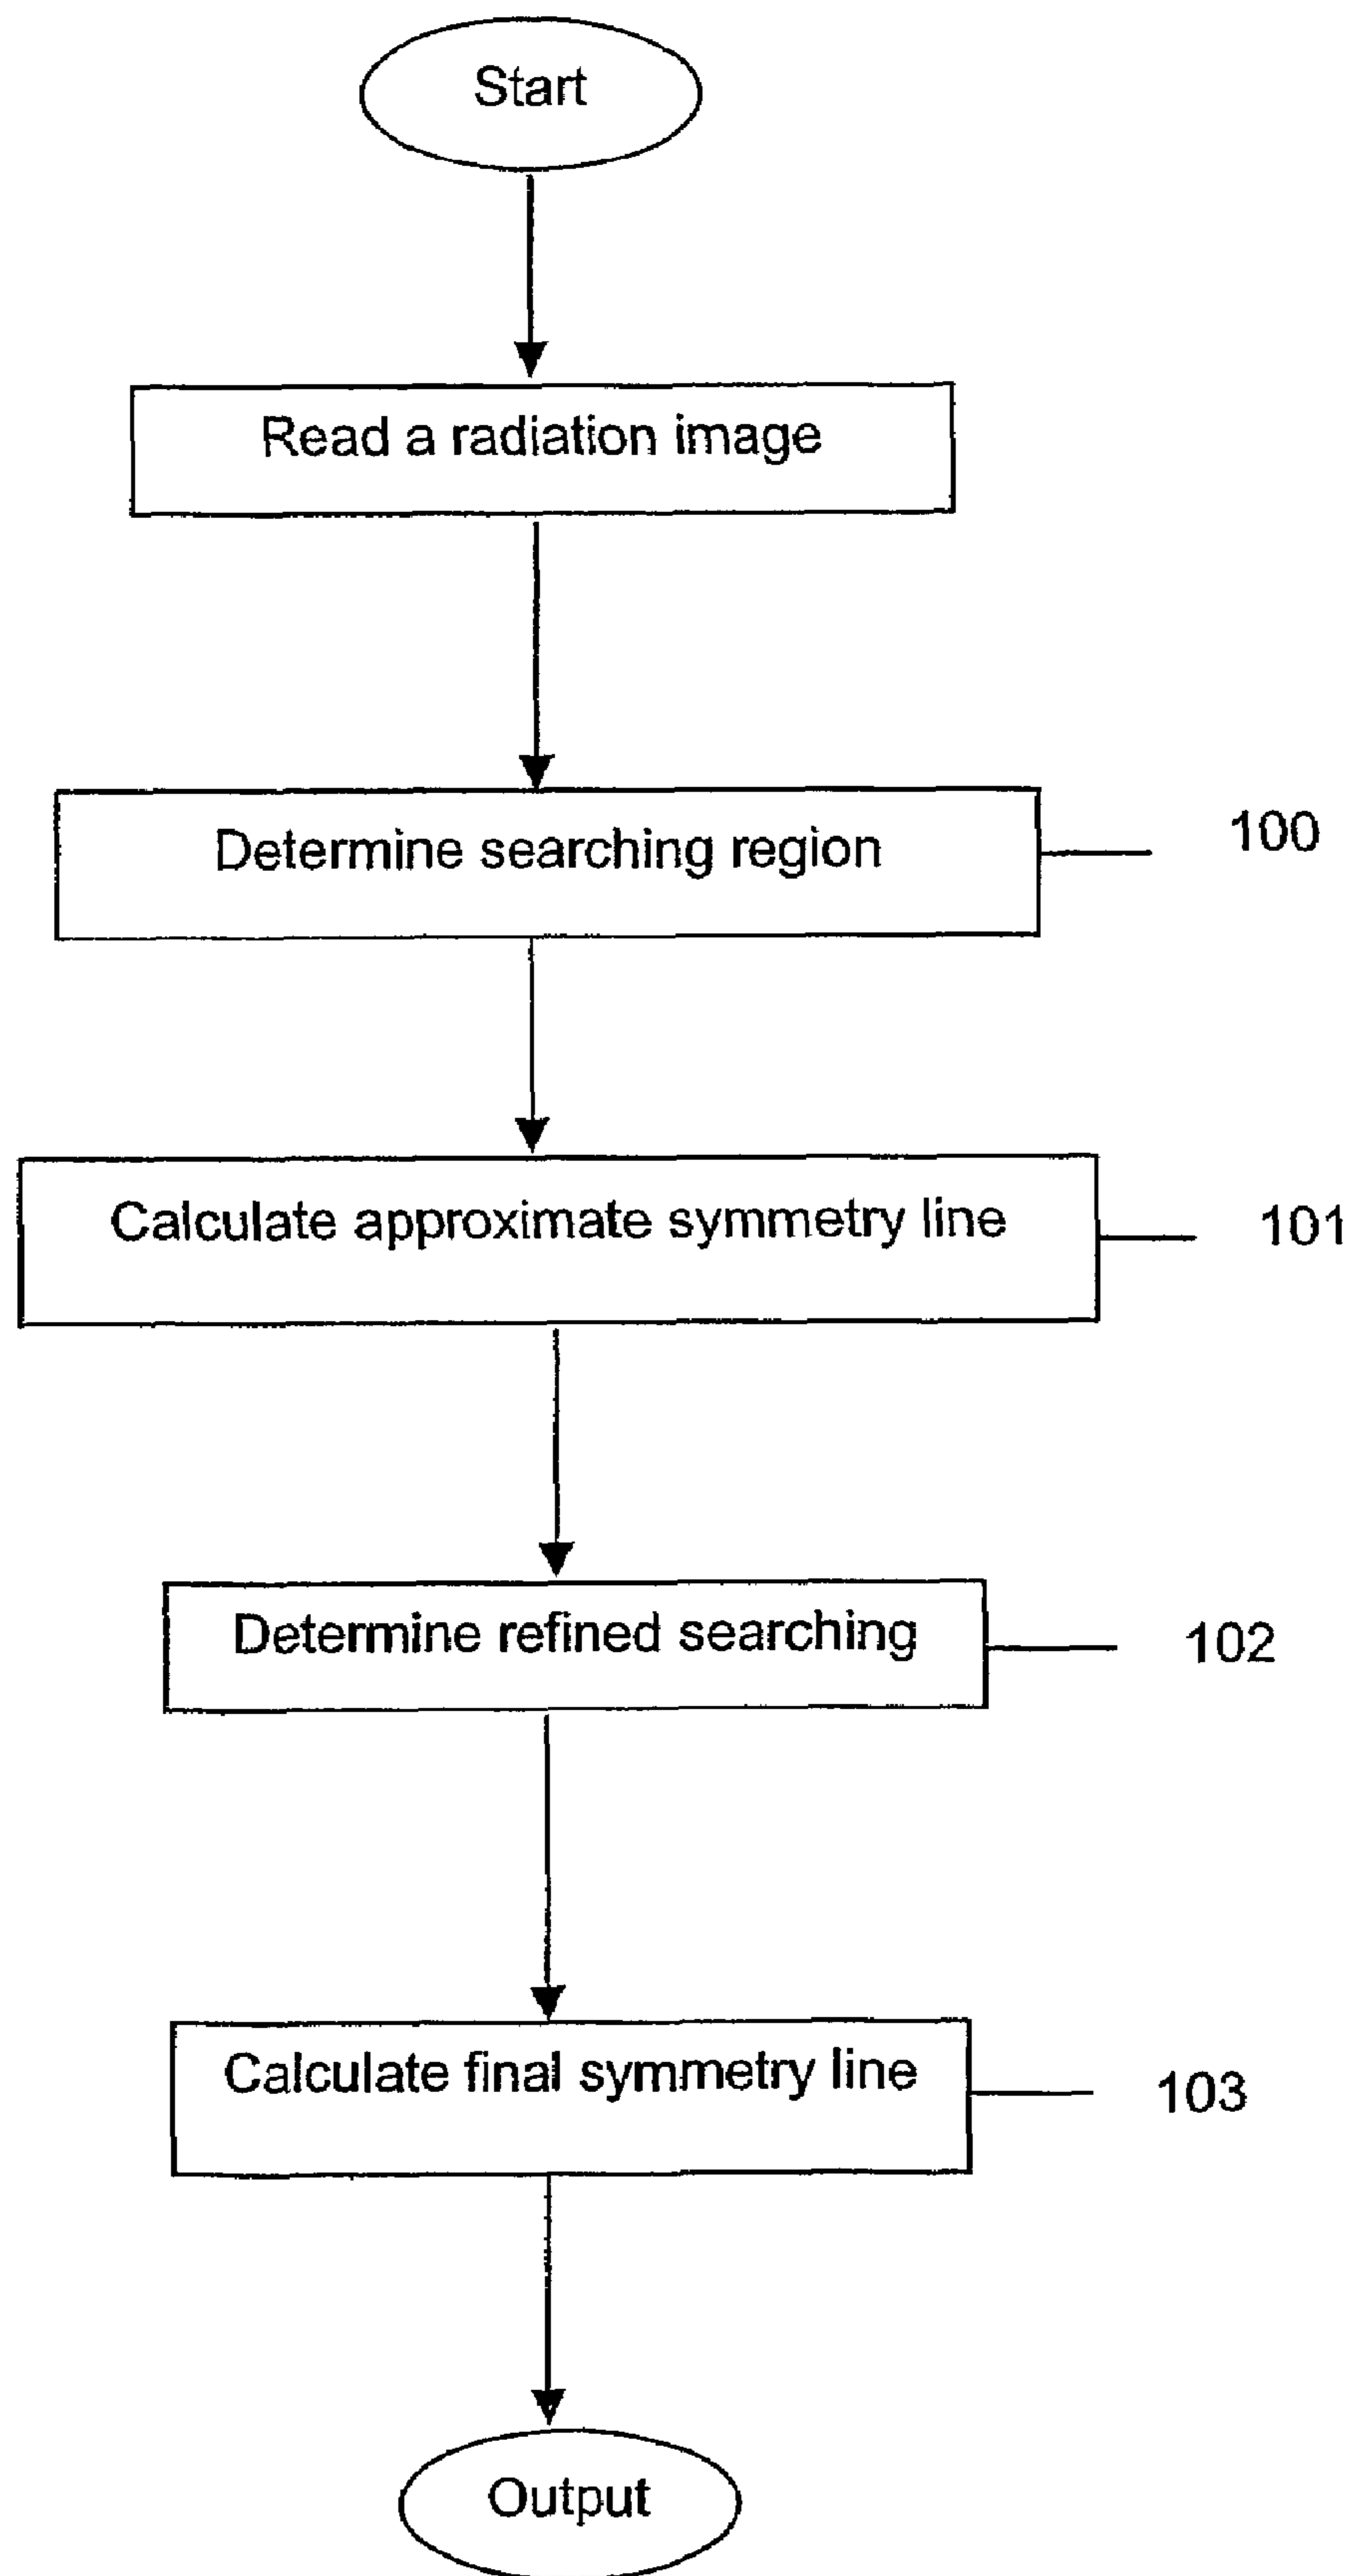 Start
Read a radiation image
Determine searching region
100
Calculate approximate symmetry line
101
Determine refined searching
102
Calculate final symmetry line
103
Output